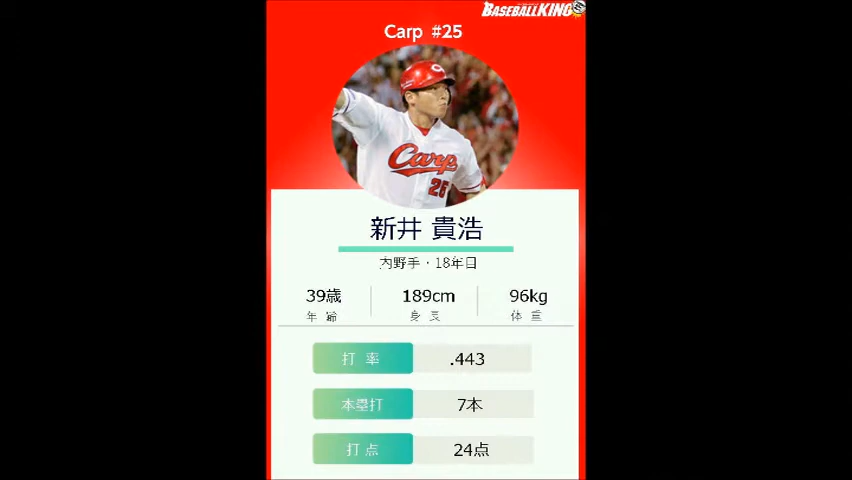 BASEBALL KING
Carp #25
Carp
25
新井 貴浩
内野手・18年目
39歳 189cm 96kg
年 齢 身 長 体 重
打 率 .443
本塁打 7本
打 点 24点